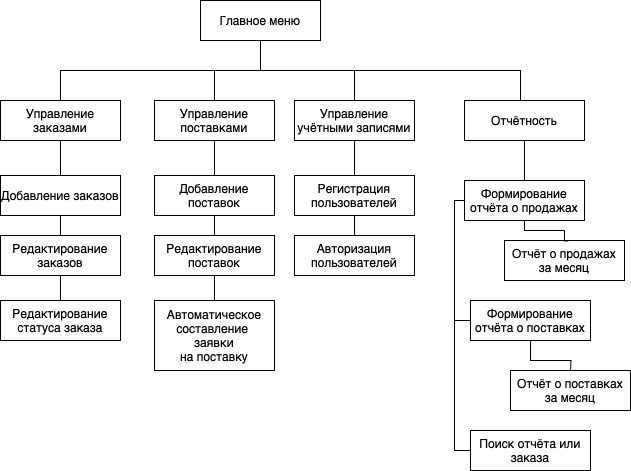 Главное меню
Управление
заказами
Управление
поставками
Управление
учётными записями
Отчётность
Добавление заказов
Добавление
поставок
Регистрация
пользователей
Формирование
отчёта о продажах
Редактирование
заказов
Редактирование
поставок
Авторизация
пользователей
Отчёт о продажах
за месяц
Редактирование
статуса заказа
Автоматическое
составление
заявки
на поставку
Формирование
отчёта о поставках
Отчёт о поставках
за месяц
Поиск отчёта или
заказа